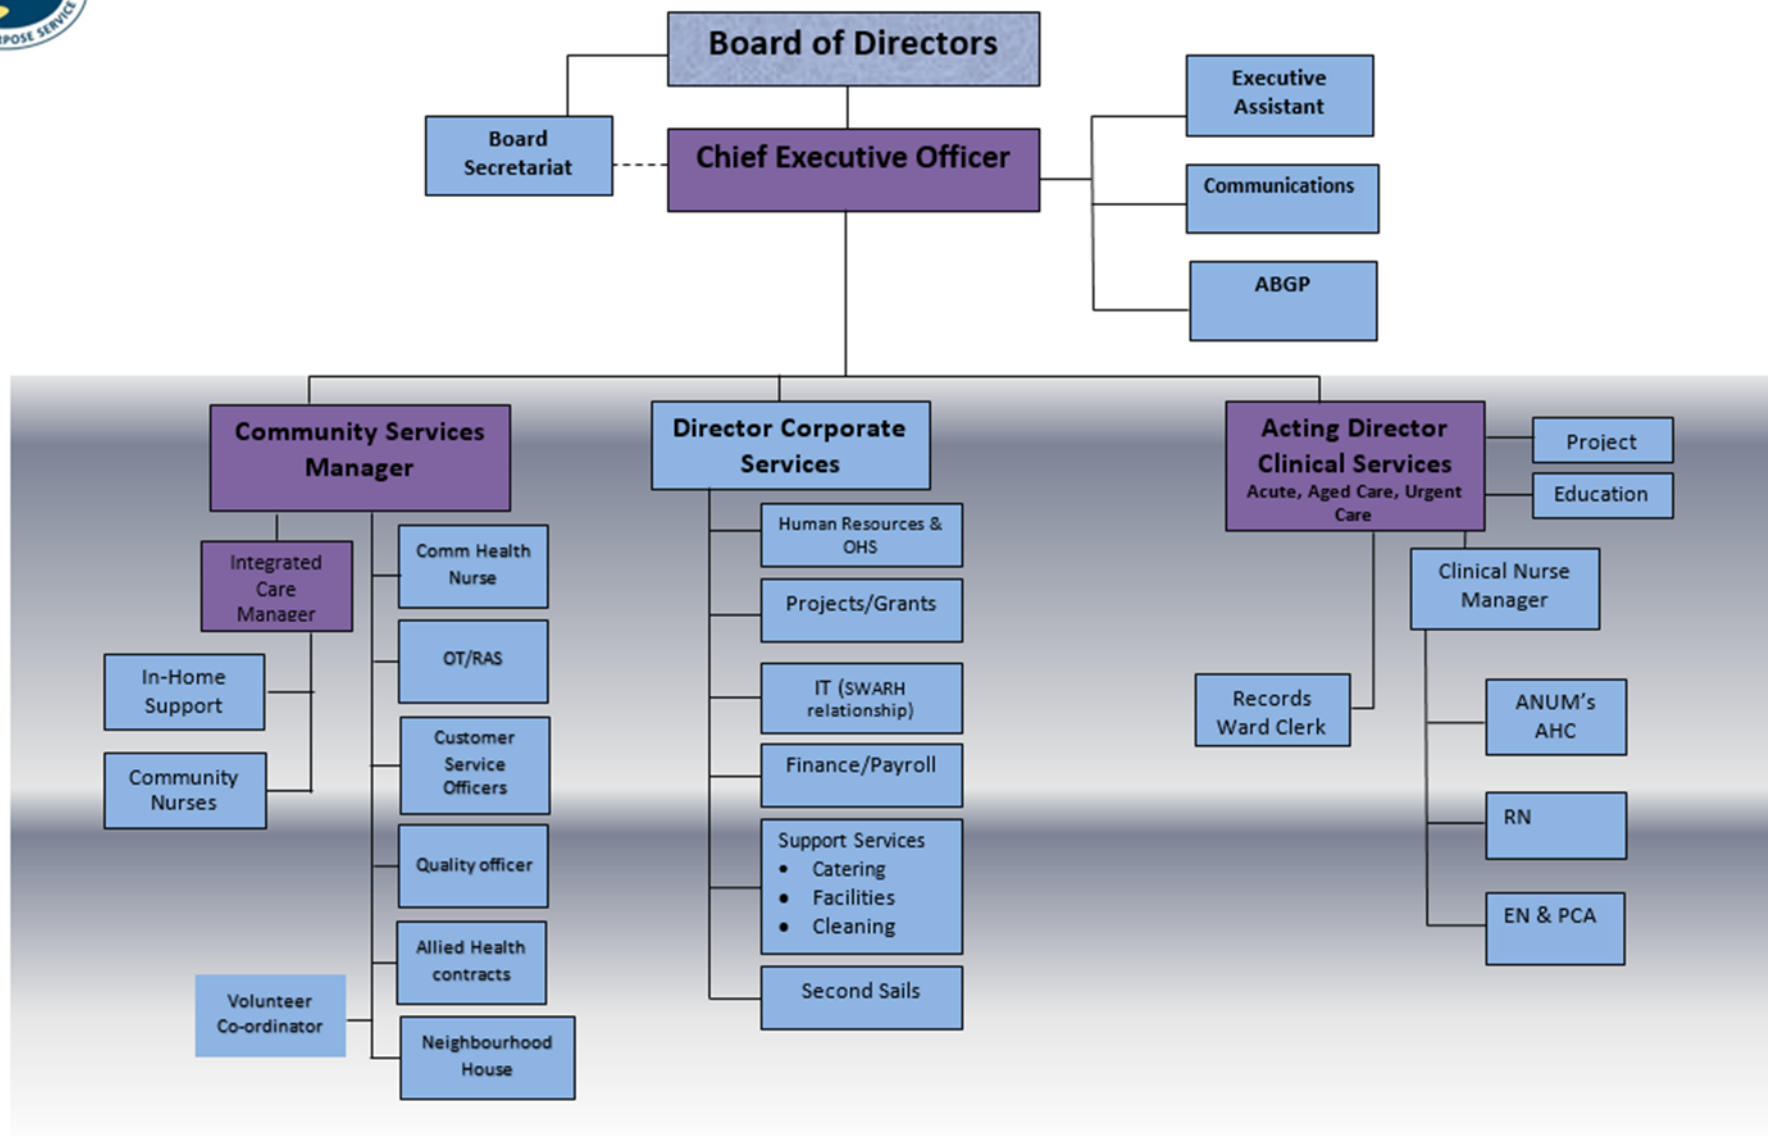 RPOSE SERVICE
Board of Directors
Board
Secretariat
Chief Executive Officer
Executive
Assistant
Communications
ABGP
Community Services
Manager
Integrated
Care
Manager
In-Home
Support
Community
Nurses
Comm Health
Nurse
OT/RAS
Customer
Service
Officers
Quality officer
Allied Health
contracts
Volunteer
Co-ordinator
Neighbourhood
House
Director Corporate
Services
Human Resources &
OHS
Projects/Grants
IT (SWARH
relationship)
Finance/Payroll
Support Services
• Catering
• Facilities
• Cleaning
Second Sails
Acting Director
Clinical Services
Acute, Aged Care, Urgent
Care
Project
Education
Clinical Nurse
Manager
Records
Ward Clerk
ANUM’s
AHC
RN
EN & PCA